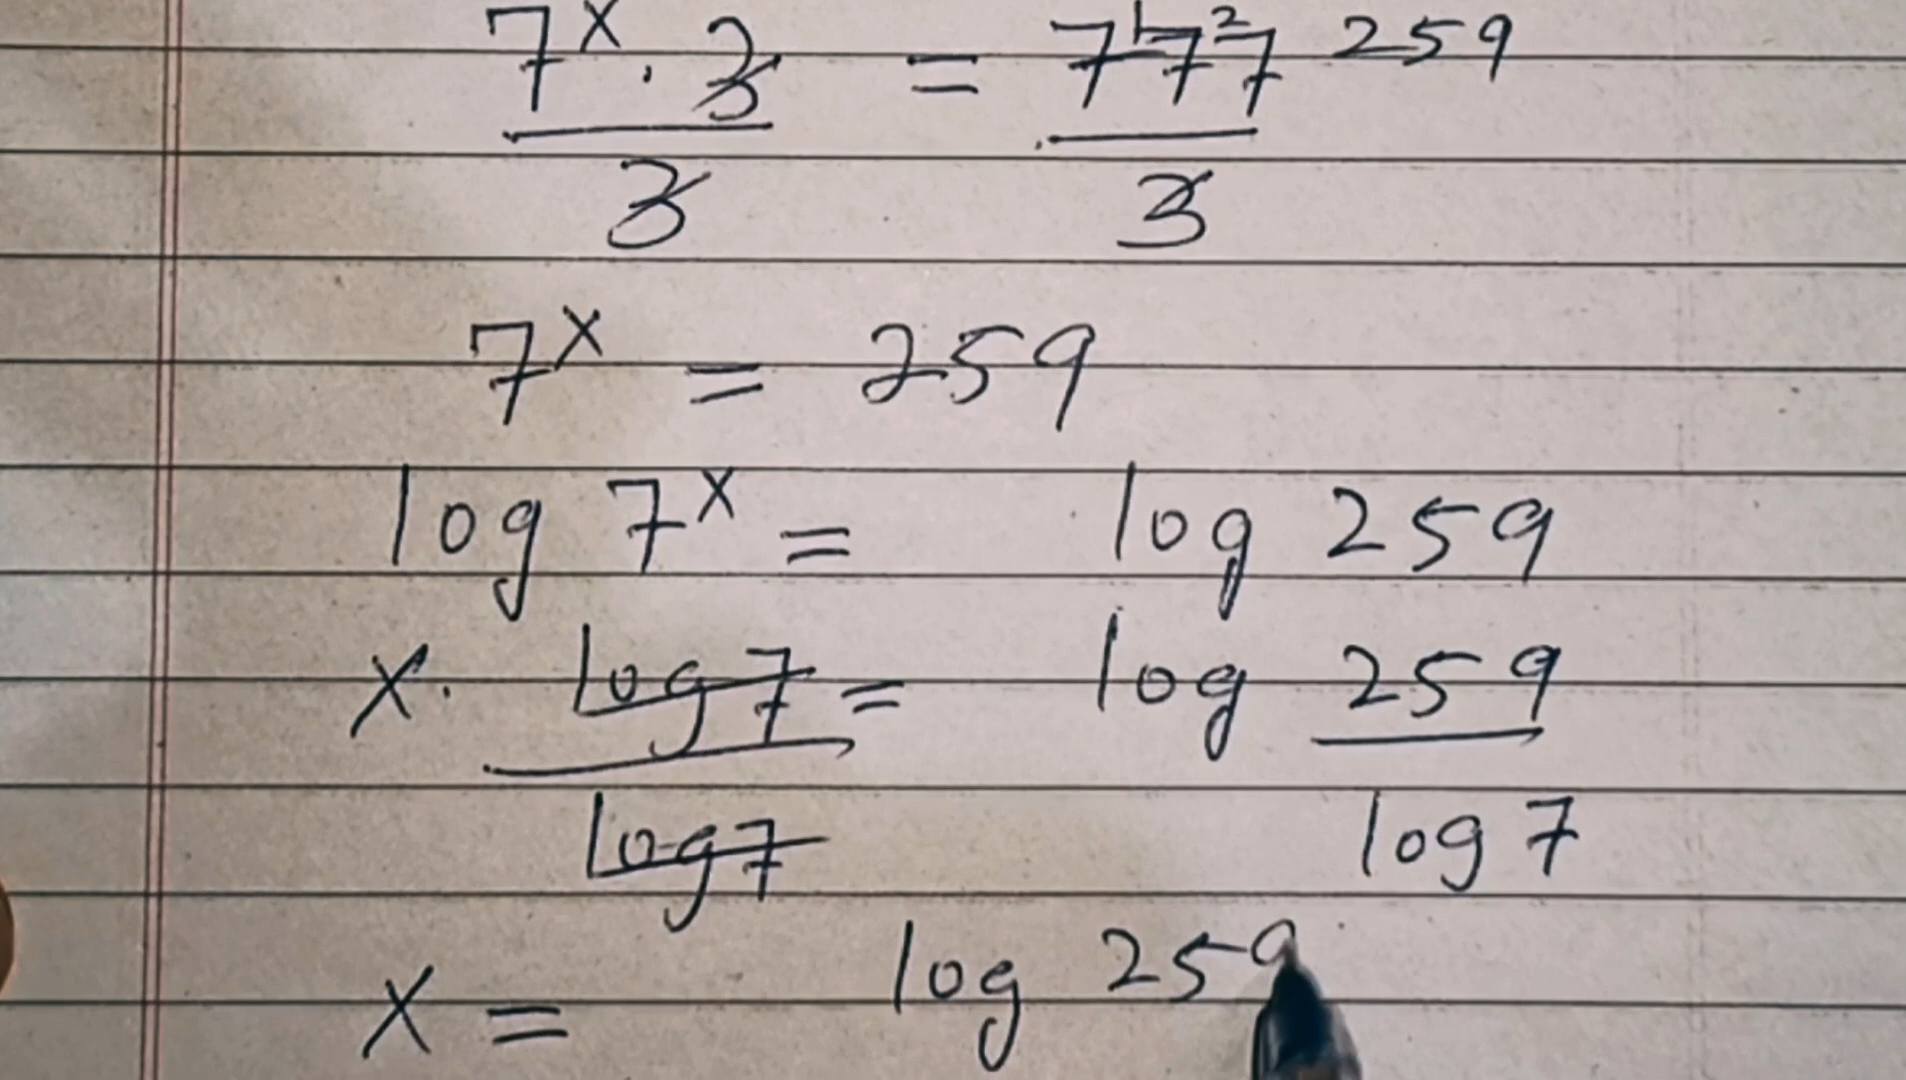 7^x · 3 = 7¹7²7 259
3 3
7^x = 259
log 7^x = log 259
x · log 7 = log 259
log 7 log 7
x = log 259